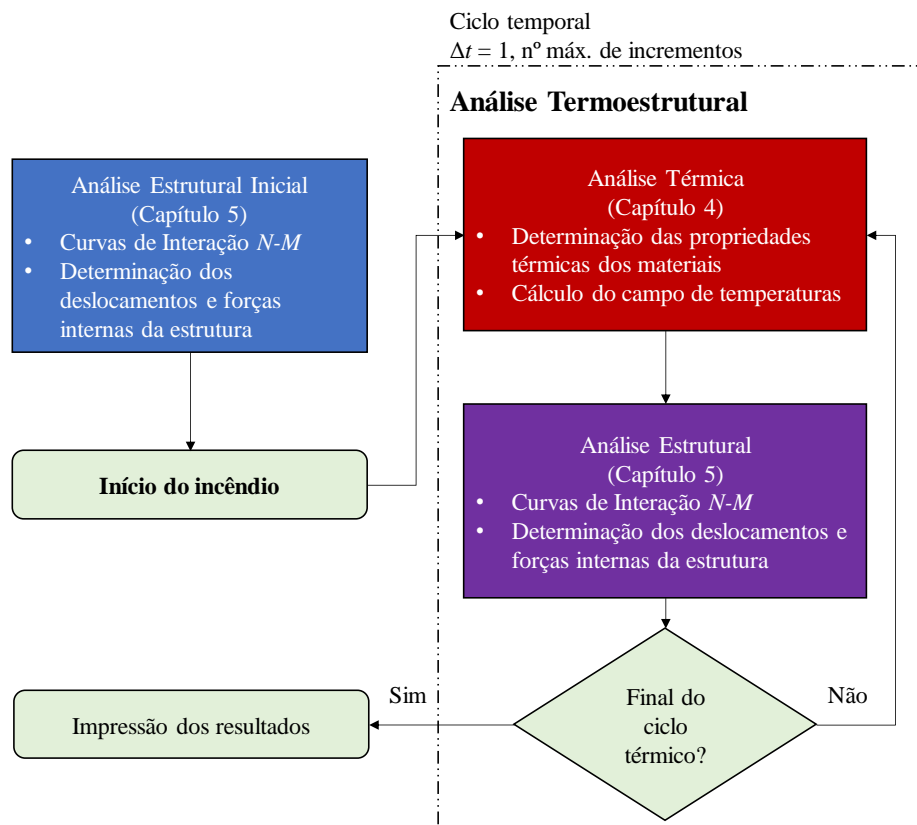 Ciclo temporal
Δt = 1, nº máx. de incrementos
Análise Termoestrutural
Análise Estrutural Inicial
(Capítulo 5)
• Curvas de Interação N-M
• Determinação dos
deslocamentos e forças
internas da estrutura
Análise Térmica
(Capítulo 4)
• Determinação das propriedades
térmicas dos materiais
• Cálculo do campo de temperaturas
Início do incêndio
Análise Estrutural
(Capítulo 5)
• Curvas de Interação N-M
• Determinação dos deslocamentos e
forças internas da estrutura
Final do
ciclo
térmico?
Sim
Não
Impressão dos resultados